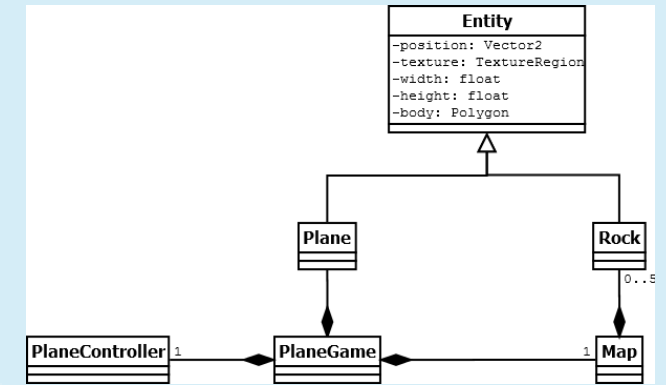 Entity
-position: Vector2
-texture: TextureRegion
-width: float
-height: float
-body: Polygon
Plane
Rock
0..5
PlaneController
1
PlaneGame
1
Map